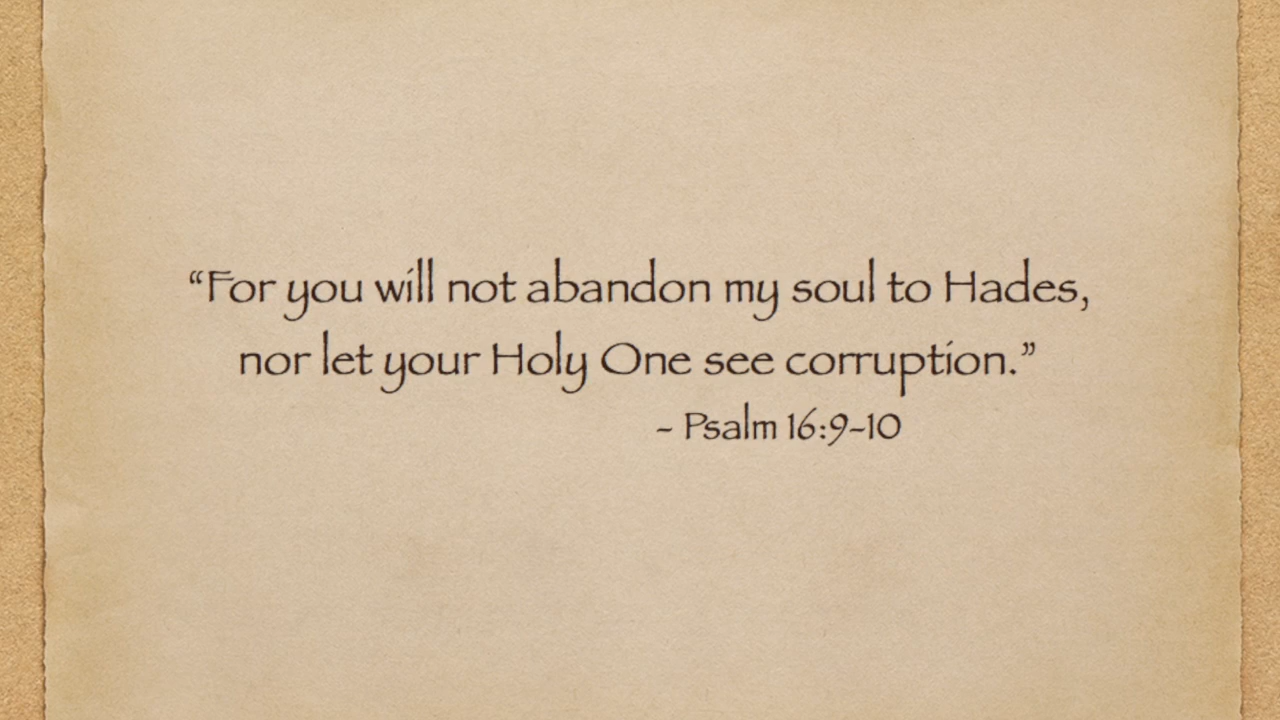 “For you will not abandon my soul to Hades,
nor let your Holy One see corruption.”
- Psalm 16:9-10